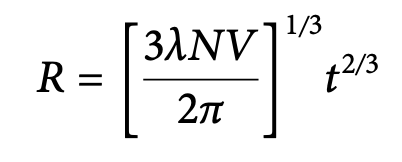 R = [3λNV / 2π]^{1/3} t^{2/3}